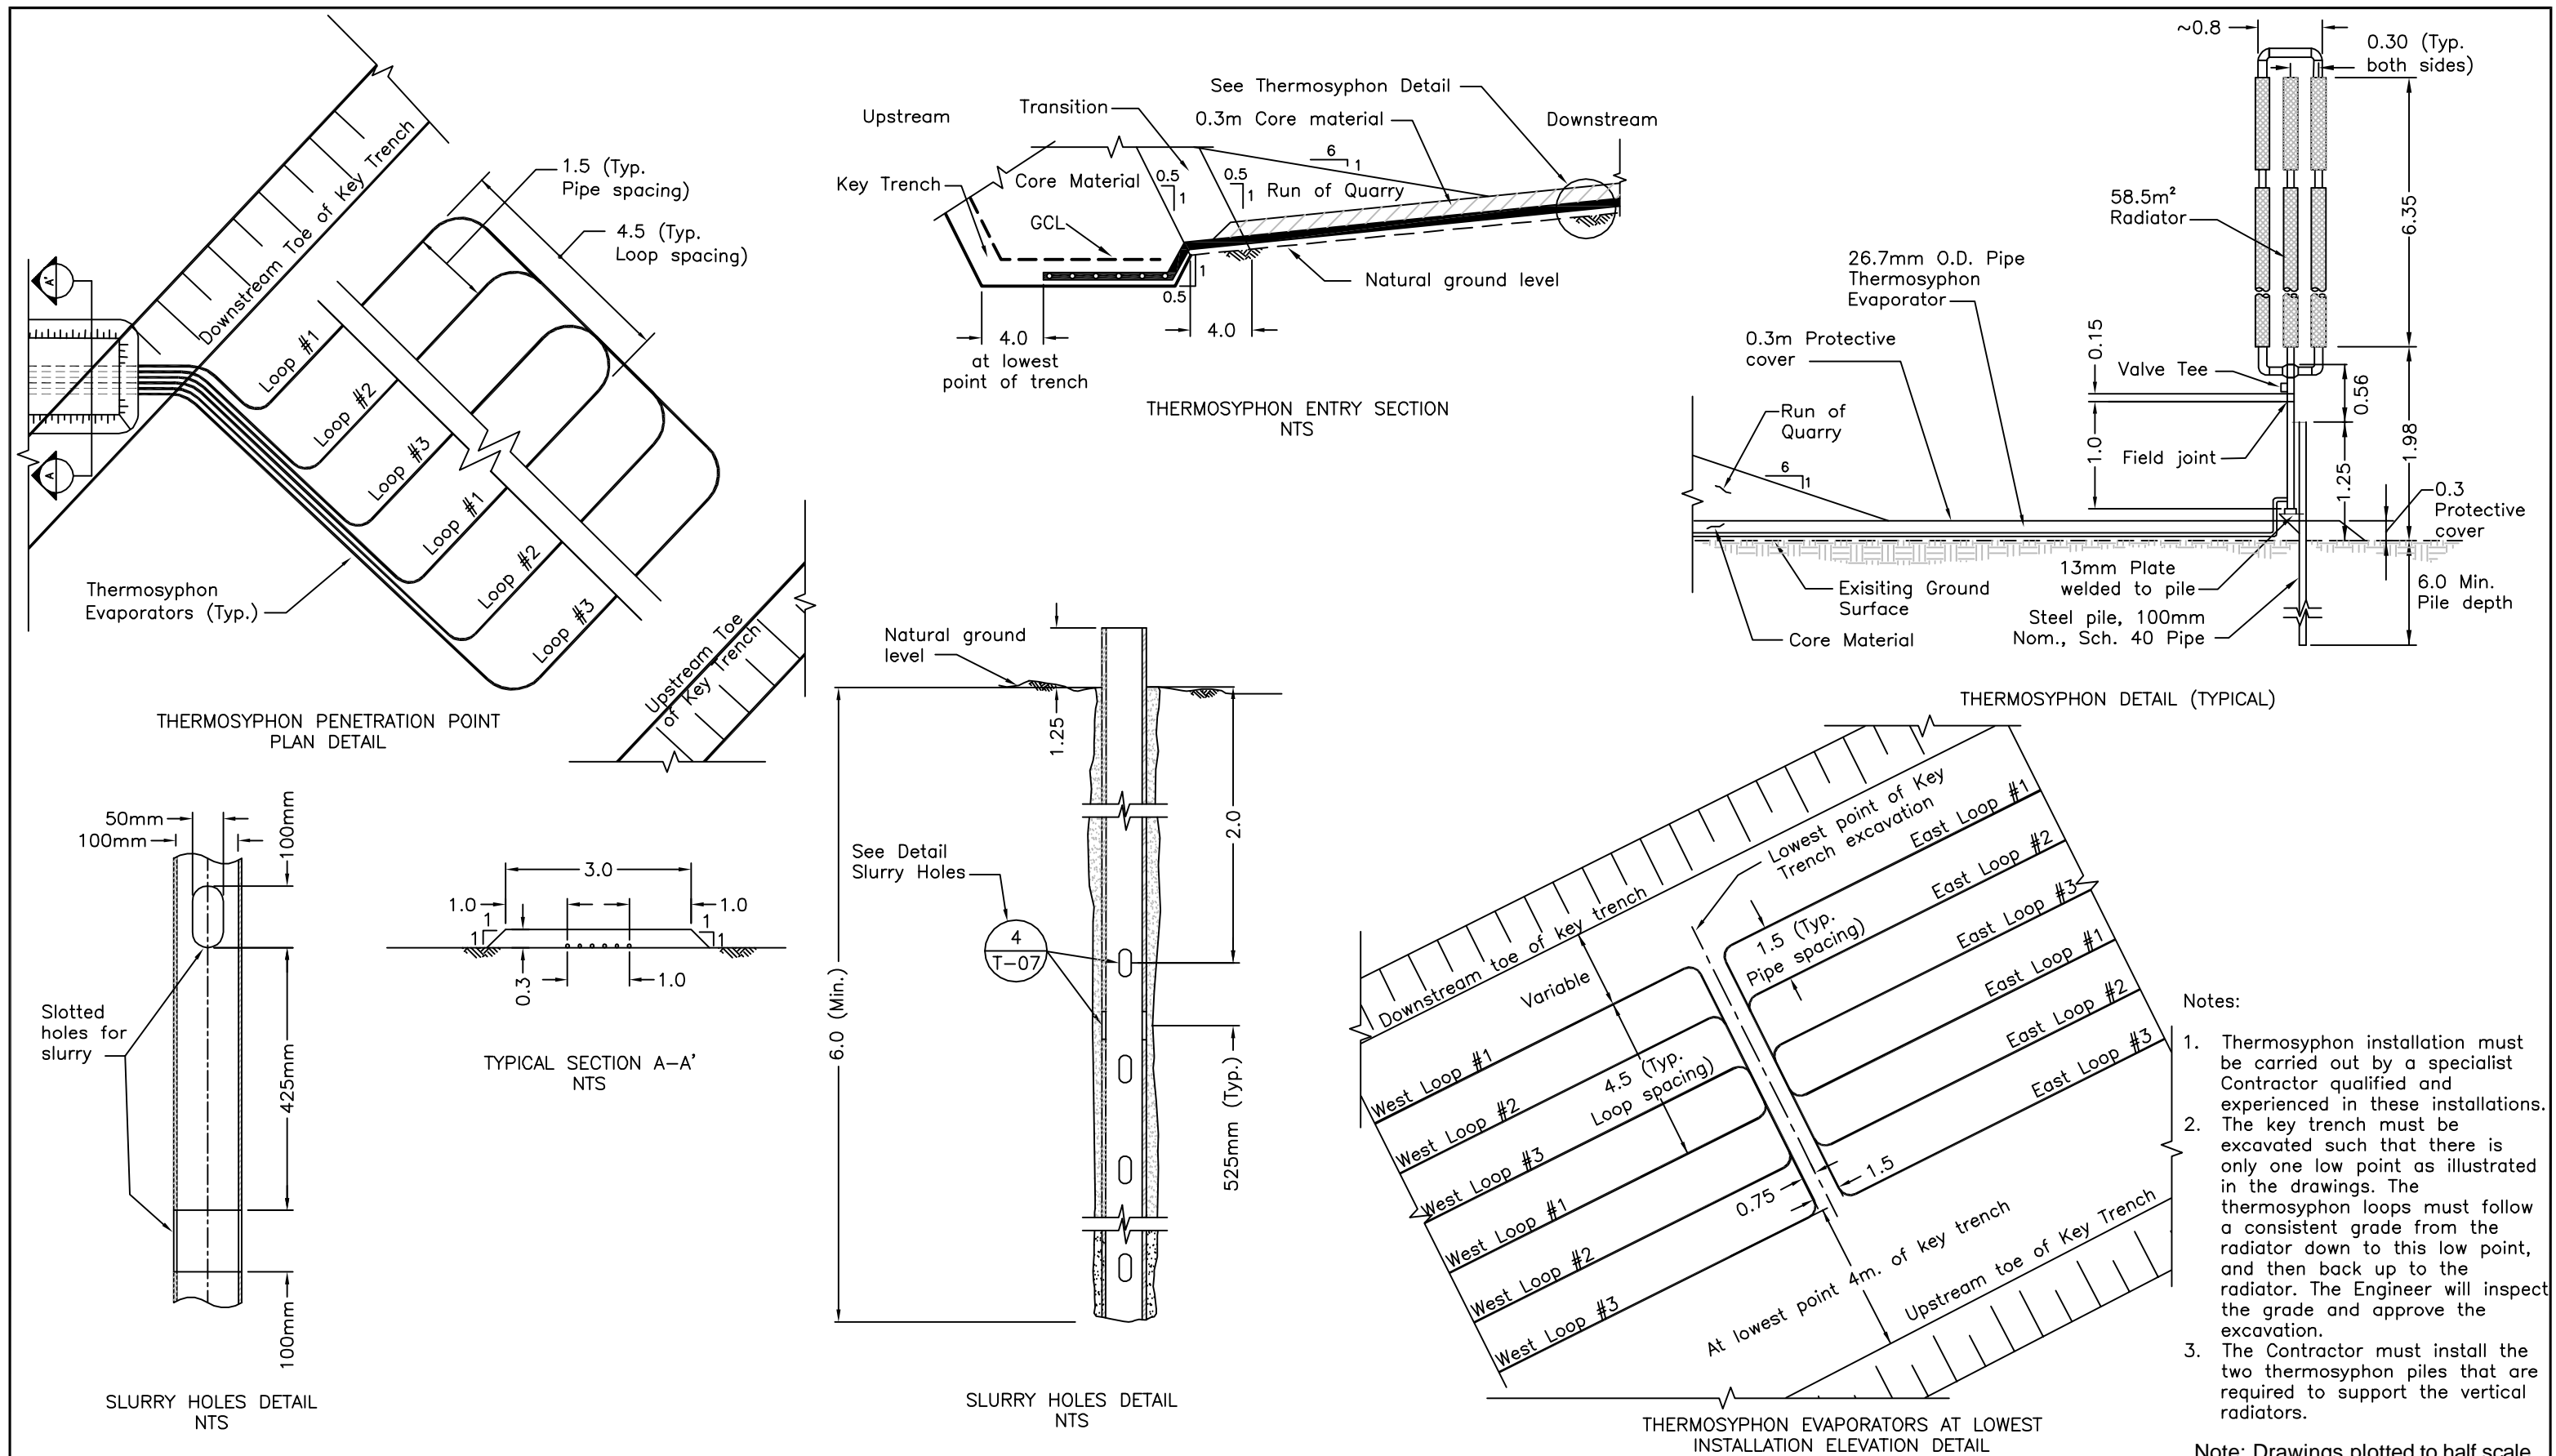 1.5 (Typ.
Pipe spacing)
4.5 (Typ.
Loop spacing)
Downstream Toe of Key Trench
A'
A
Loop #1
Loop #2
Loop #3
Loop #1
Loop #2
Loop #3
Thermosyphon
Evaporators (Typ.)
Upstream Toe
of Key Trench
THERMOSYPHON PENETRATION POINT
PLAN DETAIL
Upstream
Transition
See Thermosyphon Detail
0.3m Core material
Downstream
Key Trench
Core Material
0.5
1
0.5
1
6
1
Run of Quarry
GCL
Natural ground level
1
0.5
4.0
at lowest
point of trench
4.0
THERMOSYPHON ENTRY SECTION
NTS
~0.8
0.30 (Typ.
both sides)
58.5m²
Radiator
6.35
26.7mm O.D. Pipe
Thermosyphon
Evaporator
0.3m Protective
cover
0.15
Valve Tee
0.56
Run of
Quarry
6
1
1.0
Field joint
1.25
1.98
0.3
Protective
cover
Exisiting Ground
Surface
Core Material
13mm Plate
welded to pile
Steel pile, 100mm
Nom., Sch. 40 Pipe
6.0 Min.
Pile depth
THERMOSYPHON DETAIL (TYPICAL)
50mm
100mm
100mm
Slotted
holes for
slurry
425mm
100mm
SLURRY HOLES DETAIL
NTS
3.0
1.0
1.0
1
1
1
1
0.3
1.0
TYPICAL SECTION A-A'
NTS
Natural ground
level
1.25
2.0
See Detail
Slurry Holes
4
T-07
6.0 (Min.)
525mm (Typ.)
SLURRY HOLES DETAIL
NTS
Lowest point of Key
Trench excavation
Downstream toe of key trench
Variable
1.5 (Typ.
Pipe spacing)
4.5 (Typ.
Loop spacing)
East Loop #1
East Loop #2
East Loop #3
East Loop #1
East Loop #2
East Loop #3
West Loop #1
West Loop #2
West Loop #3
West Loop #1
West Loop #2
West Loop #3
1.5
0.75
At lowest point 4m. of key trench
Upstream toe of Key Trench
THERMOSYPHON EVAPORATORS AT LOWEST
INSTALLATION ELEVATION DETAIL
Notes:
1. Thermosyphon installation must
be carried out by a specialist
Contractor qualified and
experienced in these installations.
2. The key trench must be
excavated such that there is
only one low point as illustrated
in the drawings. The
thermosyphon loops must follow
a consistent grade from the
radiator down to this low point,
and then back up to the
radiator. The Engineer will inspect
the grade and approve the
excavation.
3. The Contractor must install the
two thermosyphon piles that are
required to support the vertical
radiators.
Note: Drawings plotted to half scale